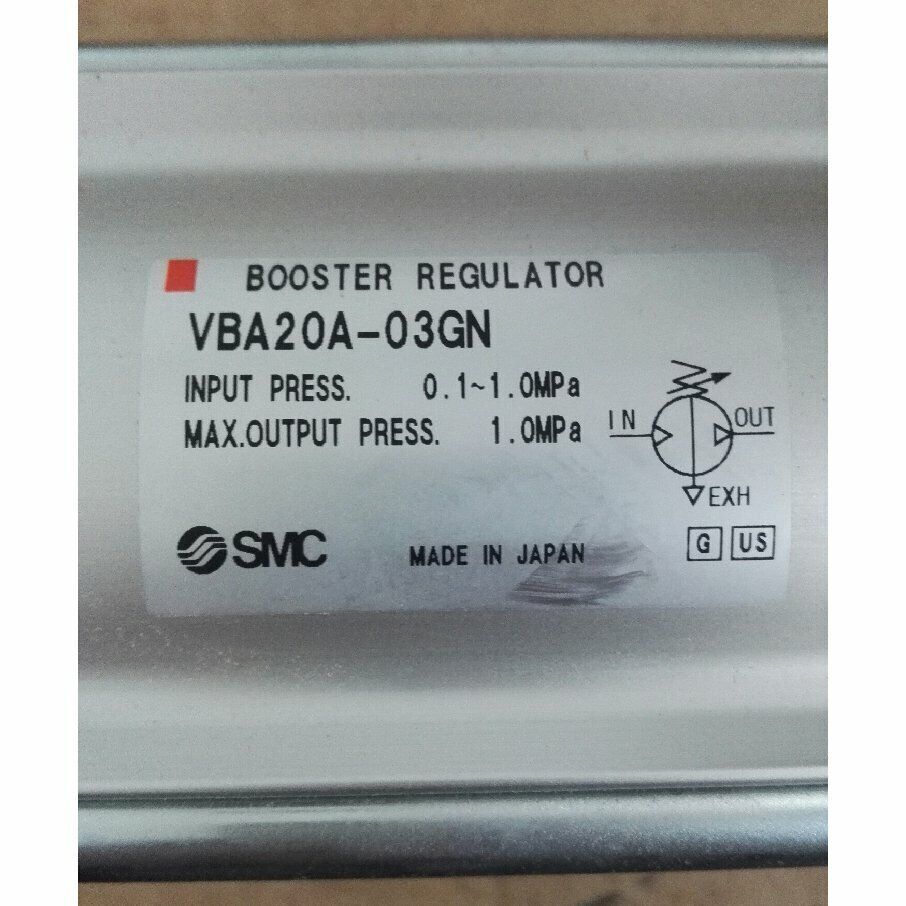 BOOSTER REGULATOR
VBA20A-03GN
INPUT PRESS. 0.1~1.0MPa
MAX.OUTPUT PRESS. 1.0MPa
IN
OUT
EXH
SMC
MADE IN JAPAN
G US